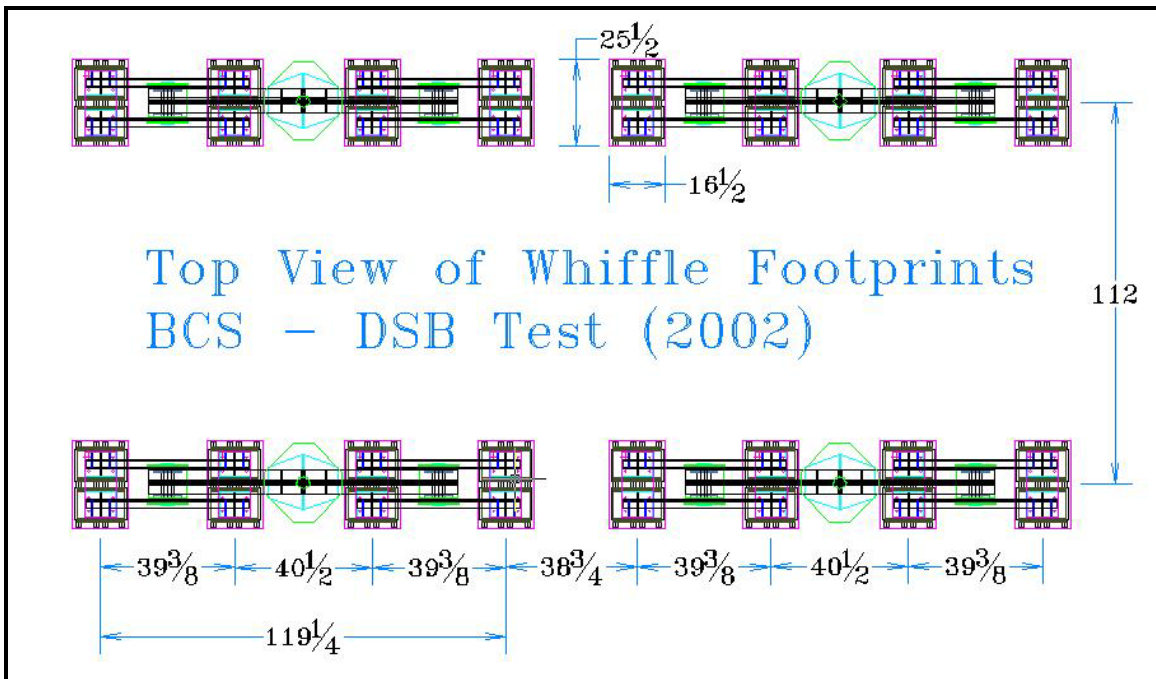 25½
16½
Top View of Whiffle Footprints
112
BCS - DSB Test (2002)
39⅜ 40½ 39⅜ 38¾ 39⅜ 40½ 39⅜
119¼